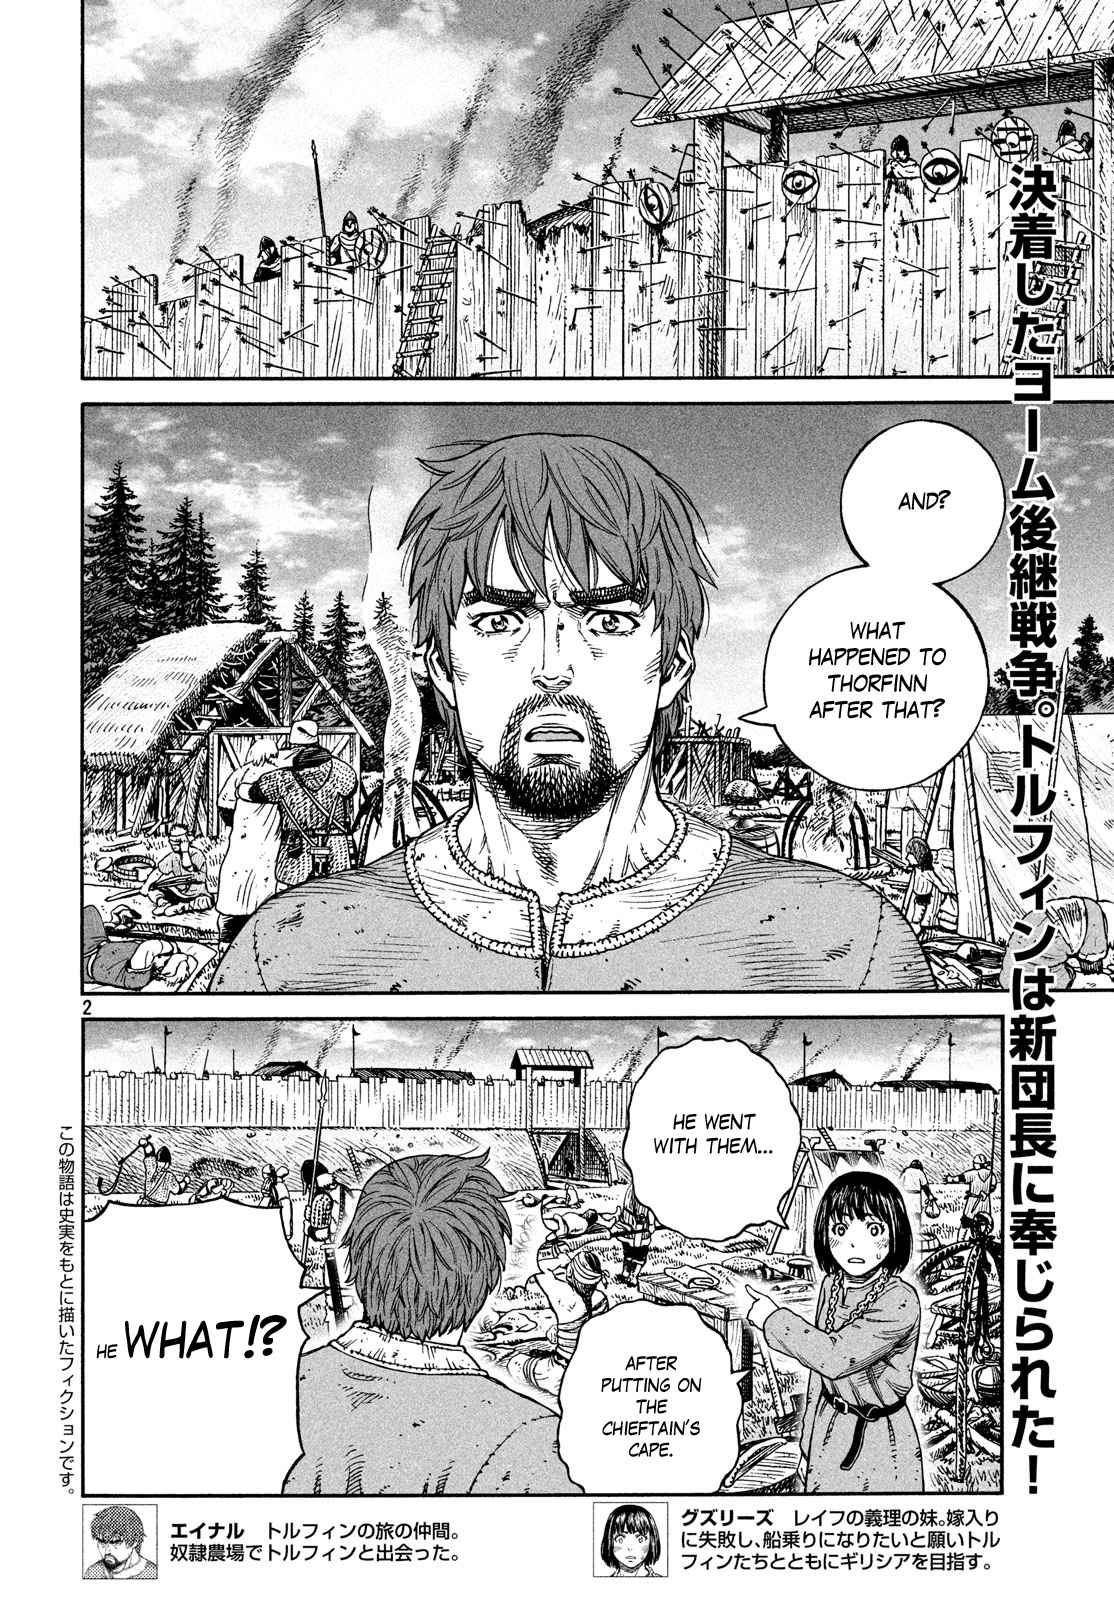 決着したヨーム後継戦争。トルフィンは新団長に奉じられた!
AND?
WHAT
HAPPENED TO
THORFINN
AFTER THAT?
2
HE WENT
WITH THEM...
AFTER
PUTTING ON
THE
CHIEFTAIN'S
CAPE.
HE WHAT!?
この物語は史実をもとに描いたフィクションです。
エイナル トルフィンの旅の仲間。
奴隷農場でトルフィンと出会った。
グズリーズ レイフの義理の妹。嫁入り
に失敗し、船乗りになりたいと願いトル
フィンたちとともにギリシアを目指す。